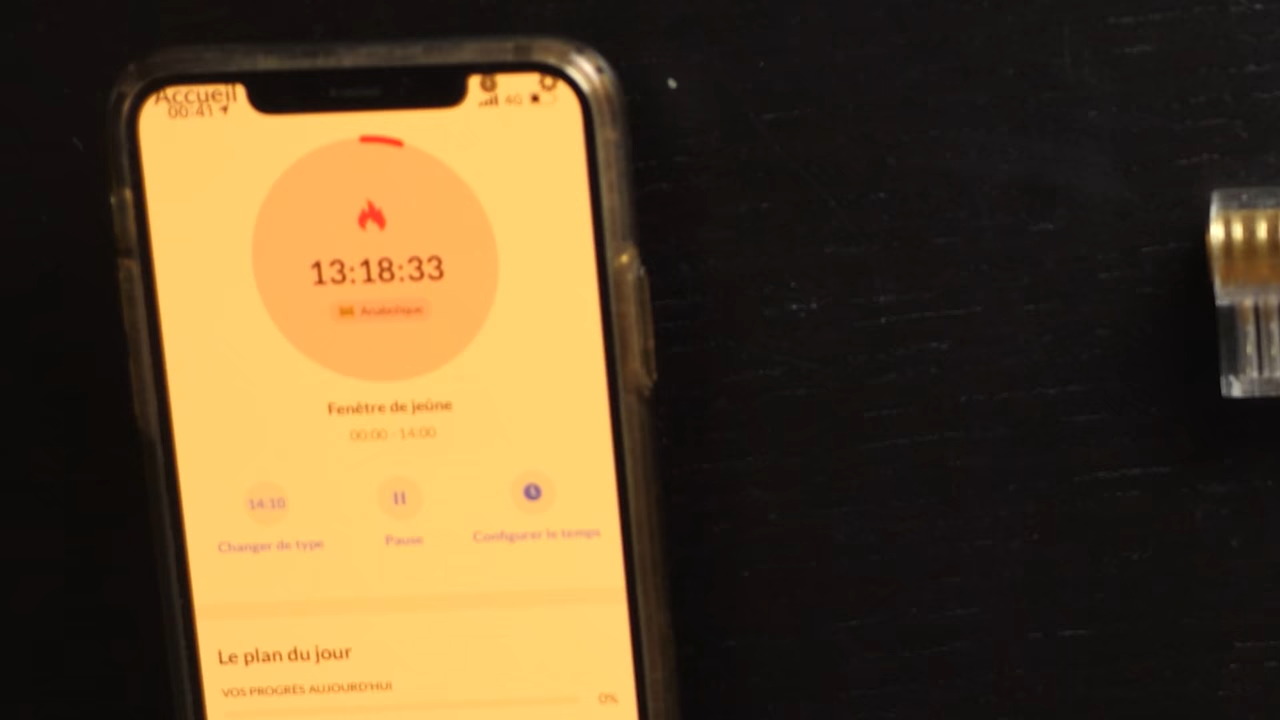 Accueil
00:41 4G
13:18:33
Fenêtre de jeûne
00:00 - 14:00
14:10
Changer de type
Pause
Configurer le temps
Le plan du jour
VOS PROGRÈS AUJOURD'HUI
0%